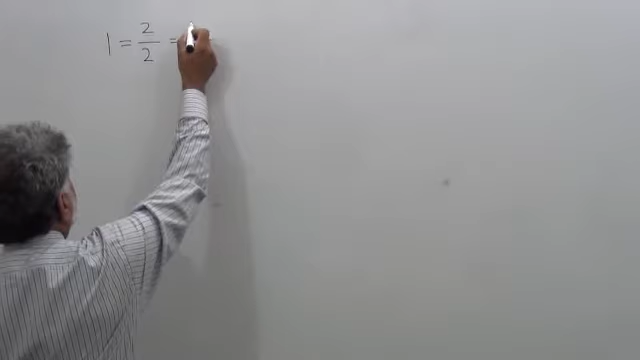 1 = 2/2 =